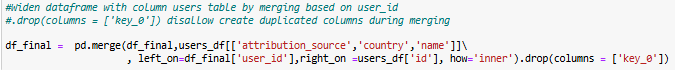 #Widen dataframe with column users table by merging based on user_id
#.drop(columns = ['key_0']) disallow create duplicated columns during merging
df_final =  pd.merge(df_final,users_df[['attribution_source','country','name']]\
, left_on=df_final['user_id'],right_on =users_df['id'], how='inner').drop(columns = ['key_0'])